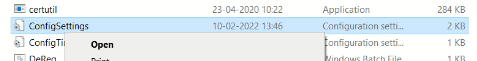 certutil 23-04-2020 10:22 Application 284 KB
ConfigSettings 10-02-2022 13:46 Configuration setti... 2 KB
ConfigTi Configuration setti... 1 KB
Open
DeReg Windows Batch File 1 KB
Print